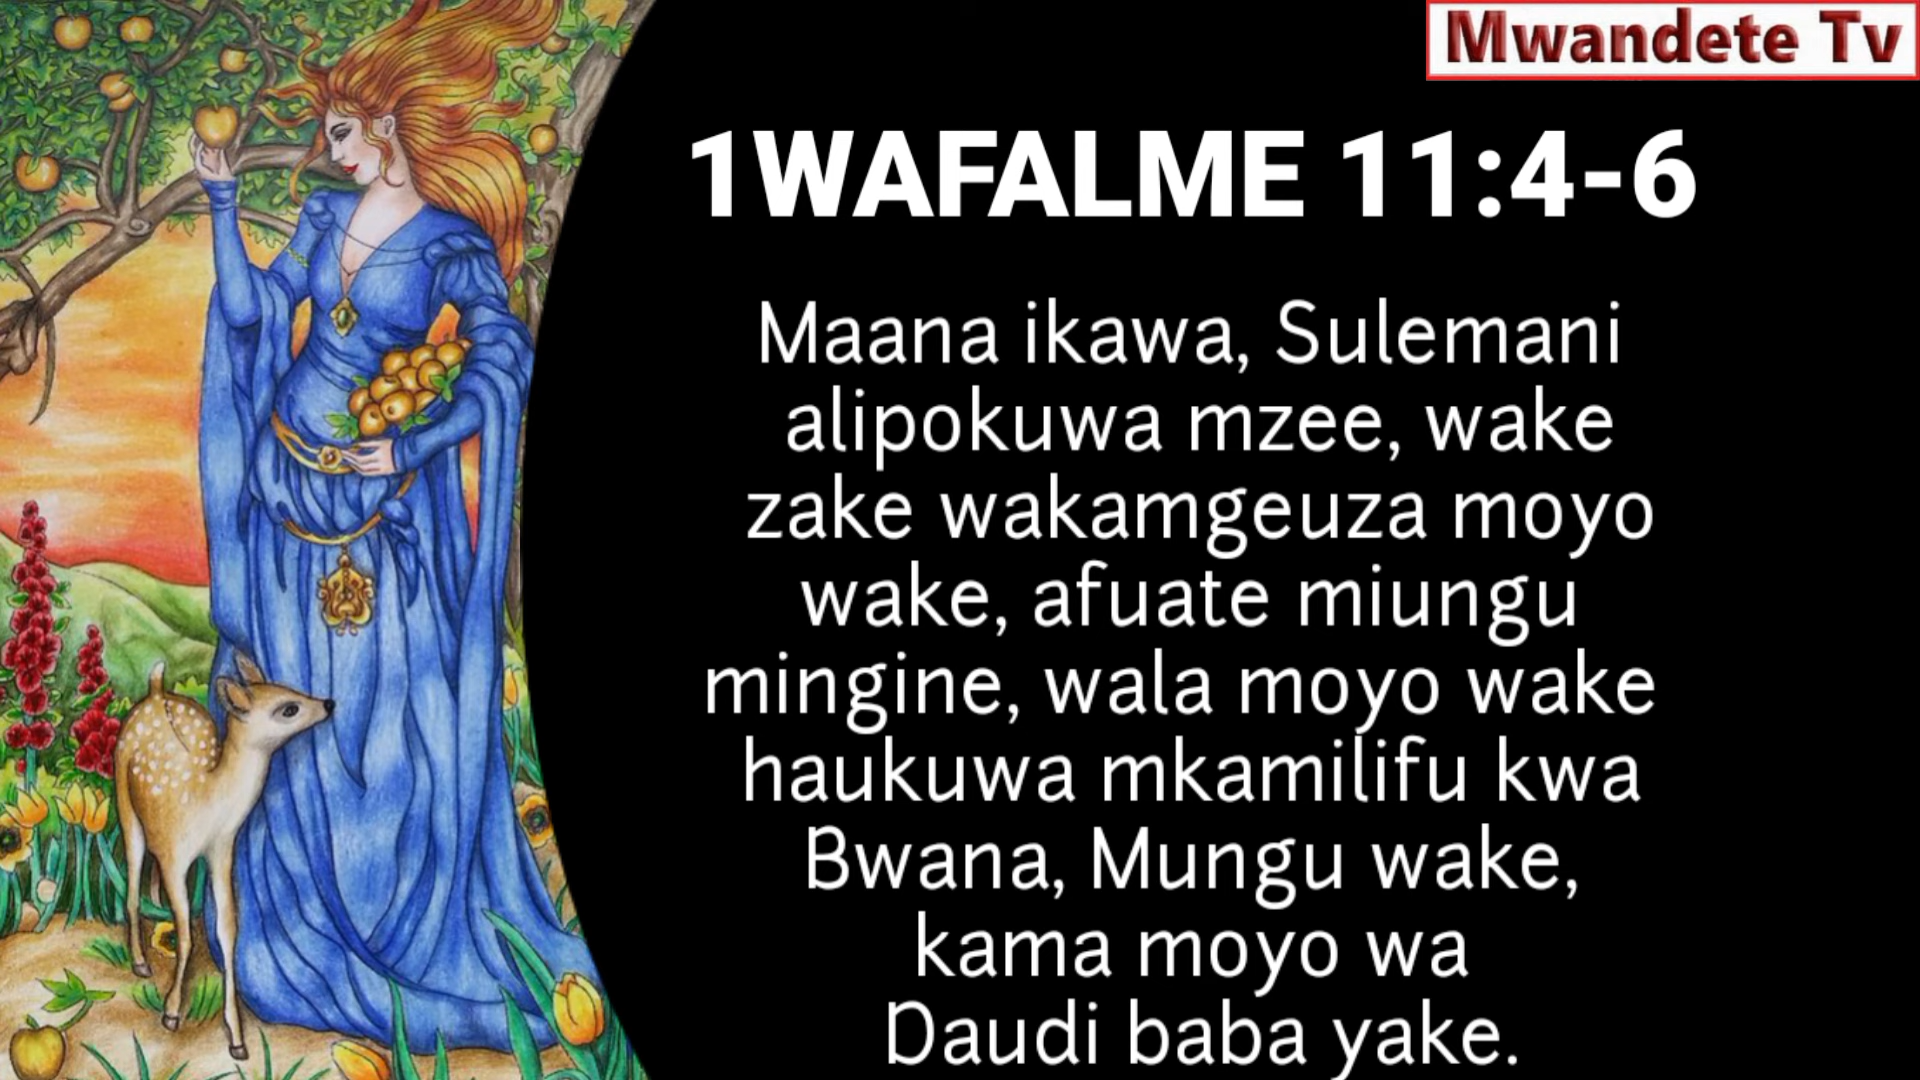 Mwandete Tv
1WAFALME 11:4-6
Maana ikawa, Sulemani
alipokuwa mzee, wake
zake wakamgeuza moyo
wake, afuate miungu
mingine, wala moyo wake
haukuwa mkamilifu kwa
Bwana, Mungu wake,
kama moyo wa
Daudi baba yake.